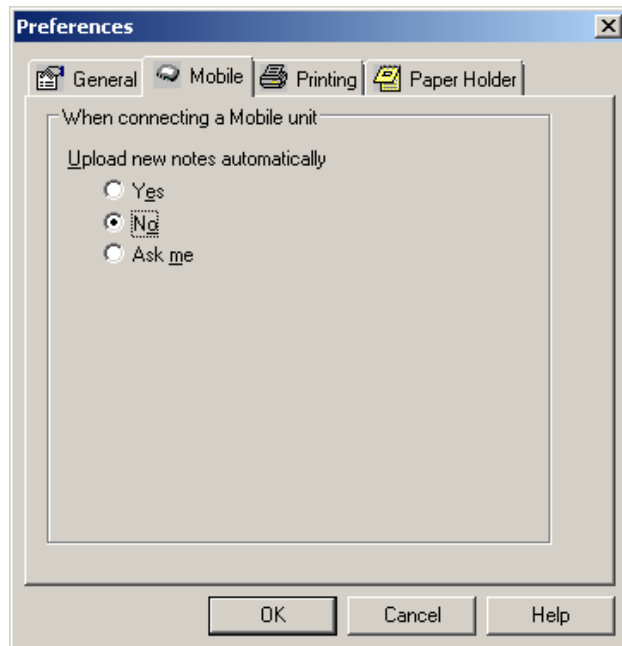 Preferences
General Mobile Printing Paper Holder
When connecting a Mobile unit
Upload new notes automatically
Yes
No
Ask me
OK Cancel Help